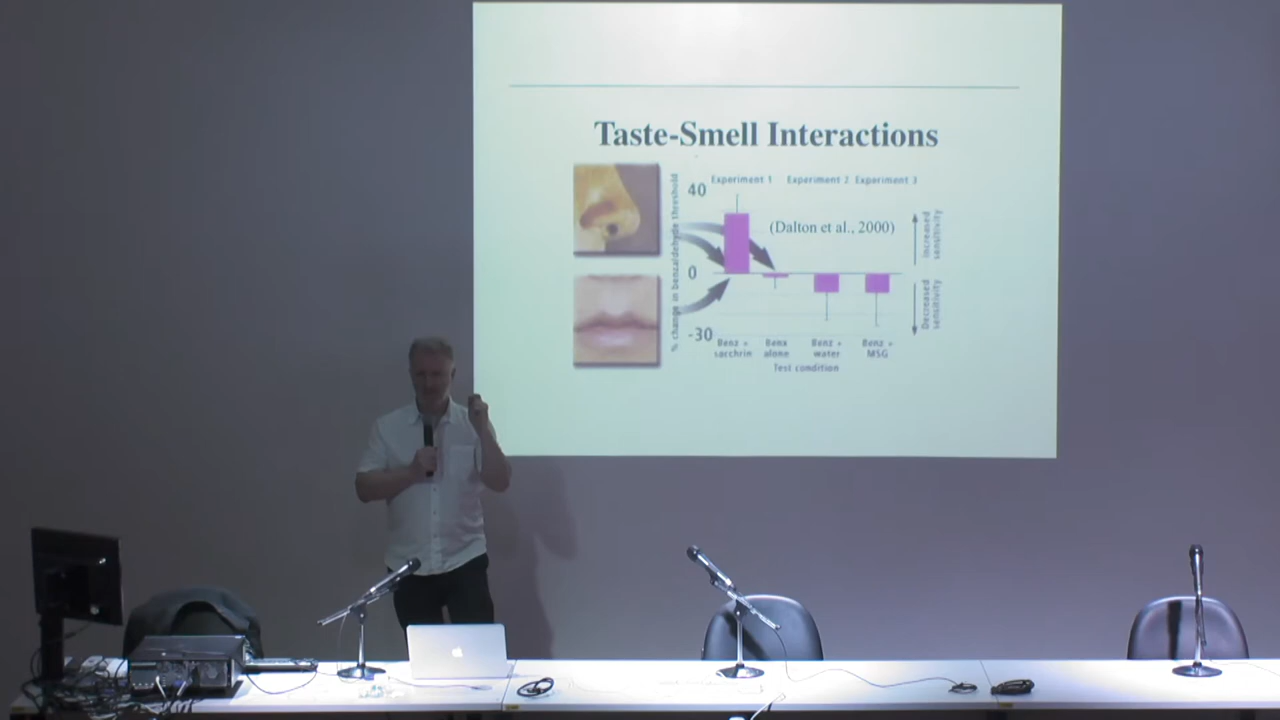 Taste-Smell Interactions
Experiment 1 Experiment 2 Experiment 3
40
(Dalton et al., 2000)
0
-30
% change in benzaldehyde threshold
Increased
sensitivity
Decreased
sensitivity
Benz +
sacchrin
Benz
alone
Benz +
water
Benz +
MSG
Test condition